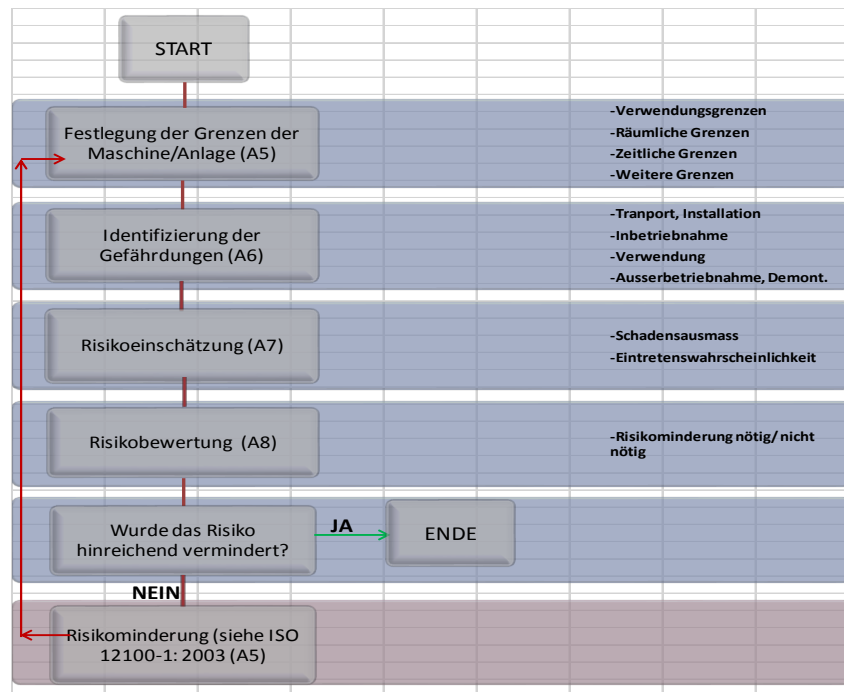 START
Festlegung der Grenzen der
Maschine/Anlage (A5)
-Verwendungsgrenzen
-Räumliche Grenzen
-Zeitliche Grenzen
-Weitere Grenzen
Identifizierung der
Gefährdungen (A6)
-Tranport, Installation
-Inbetriebnahme
-Verwendung
-Ausserbetriebnahme, Demont.
Risikoeinschätzung (A7)
-Schadensausmass
-Eintretenswahrscheinlichkeit
Risikobewertung (A8)
-Risikominderung nötig/ nicht
nötig
Wurde das Risiko
hinreichend vermindert?
JA
ENDE
NEIN
Risikominderung (siehe ISO
12100-1: 2003 (A5)